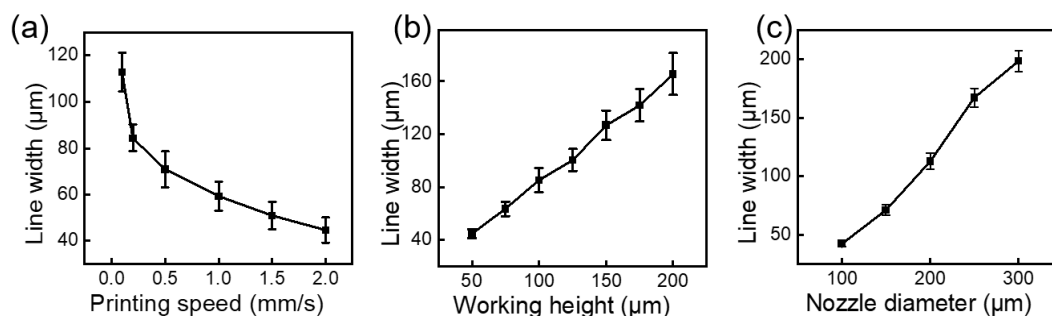 (a)
Line width (μm)
120
100
80
60
40
0.0 0.5 1.0 1.5 2.0
Printing speed (mm/s)
(b)
Line width (μm)
160
120
80
40
50 100 150 200
Working height (μm)
(c)
Line width (μm)
200
150
100
50
100 200 300
Nozzle diameter (μm)